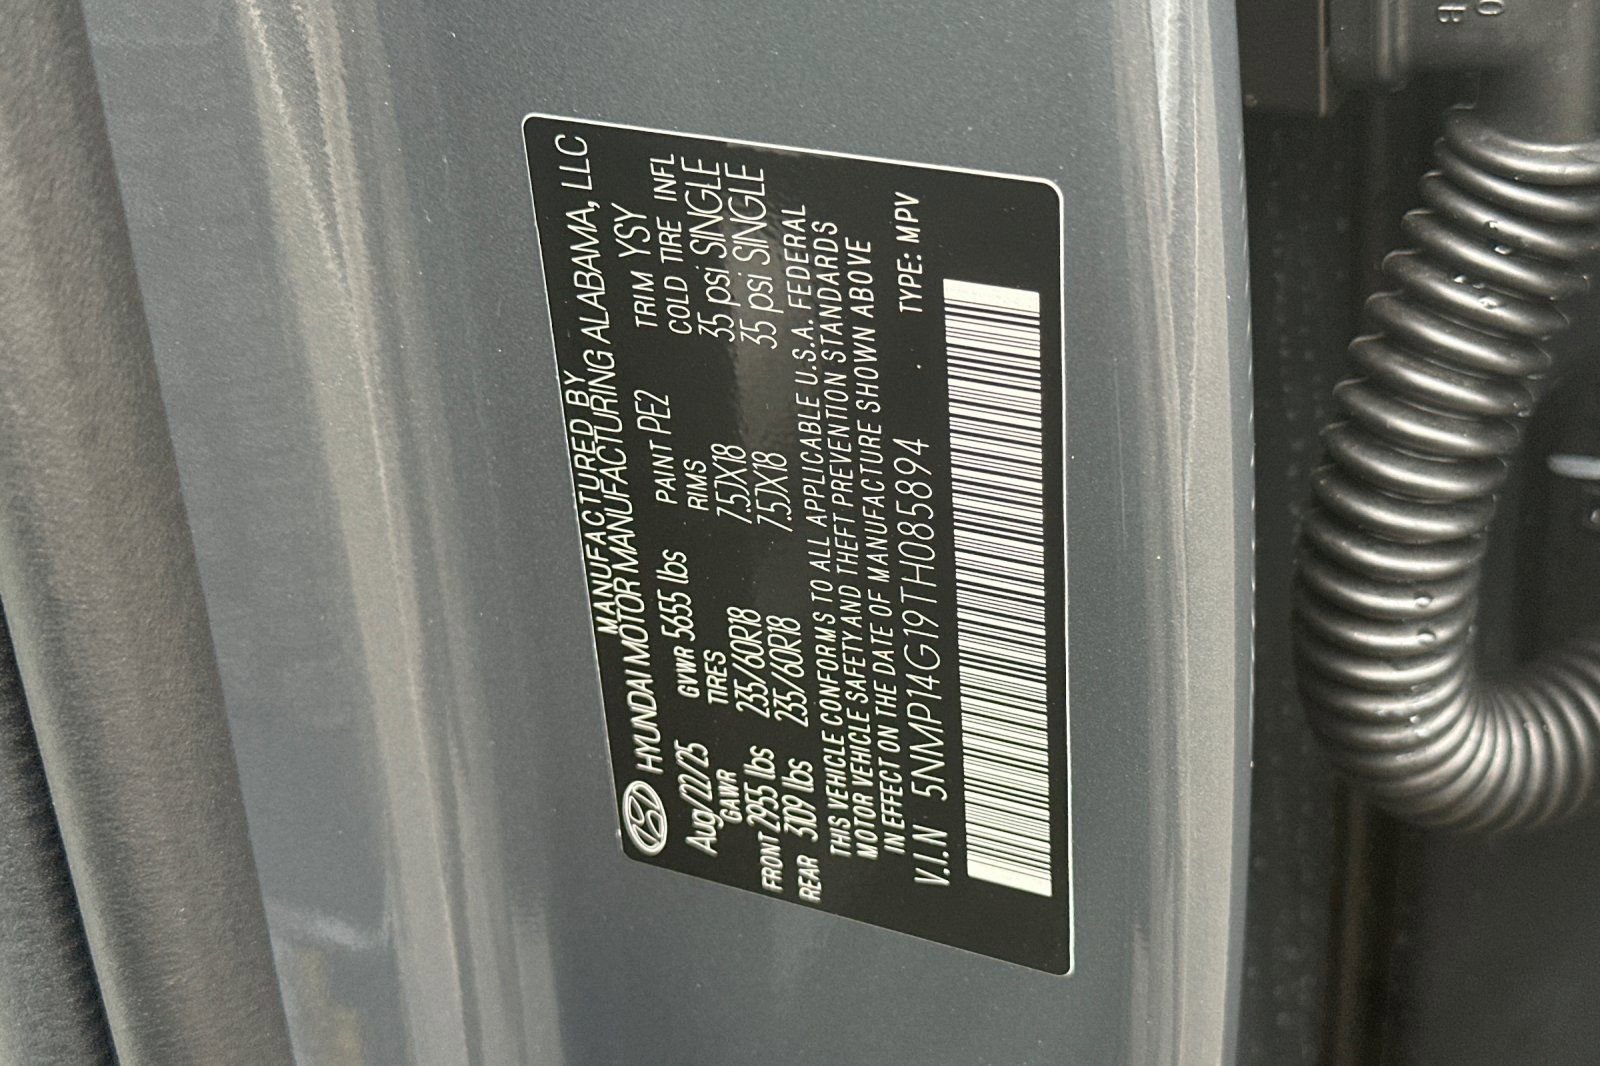 MANUFACTURED BY
HYUNDAI MOTOR MANUFACTURING ALABAMA, LLC
Aug/22/25 GVWR 5655 lbs PAINT PE2 TRIM YSY
GAWR TIRES RIMS COLD TIRE INFL
FRONT 2955 lbs 235/60R18 7.5JX18 35 psi SINGLE
REAR 3109 lbs 235/60R18 7.5JX18 35 psi SINGLE
THIS VEHICLE CONFORMS TO ALL APPLICABLE U.S.A. FEDERAL
MOTOR VEHICLE SAFETY AND THEFT PREVENTION STANDARDS
IN EFFECT ON THE DATE OF MANUFACTURE SHOWN ABOVE
V.I.N 5NMP14G19TH085894 TYPE: MPV